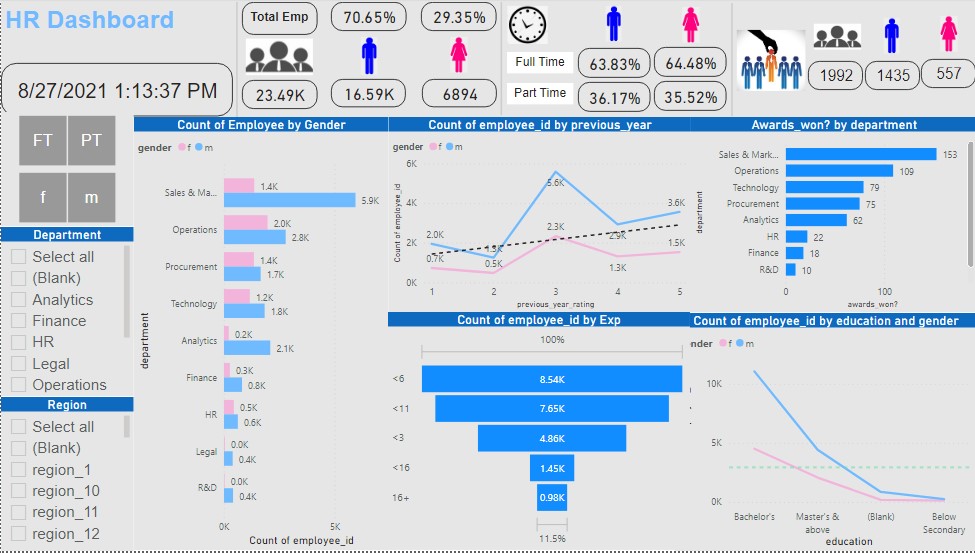 HR Dashboard
8/27/2021 1:13:37 PM
Total Emp
70.65%
29.35%
23.49K
16.59K
6894
Full Time
63.83%
64.48%
Part Time
36.17%
35.52%
1992
1435
557
FT
PT
f
m
Department
Select all
(Blank)
Analytics
Finance
HR
Legal
Operations
Region
Select all
(Blank)
region_1
region_10
region_11
region_12
Count of Employee by Gender
gender f m
department
Sales & Ma...
1.4K
5.9K
Operations
2.0K
2.8K
Procurement
1.4K
1.7K
Technology
1.2K
1.8K
Analytics
0.2K
2.1K
Finance
0.3K
0.8K
HR
0.5K
0.6K
Legal
0.0K
0.4K
R&D
0.0K
0.4K
0K
5K
Count of employee_id
Count of employee_id by previous_year
gender f m
Count of employee_id
6K
4K
2K
0K
2.0K
0.7K
0.5K
5.6K
2.3K
2.9K
1.3K
3.6K
1.5K
1
2
3
4
5
previous_year_rating
Count of employee_id by Exp
100%
<6
8.54K
<11
7.65K
<3
4.86K
<16
1.45K
16+
0.98K
11.5%
Awards_won? by department
department
Sales & Mark...
153
Operations
109
Technology
79
Procurement
75
Analytics
62
HR
22
Finance
18
R&D
10
0
100
awards_won?
Count of employee_id by education and gender
nder f m
10K
5K
0K
Bachelor's
Master's &
above
(Blank)
Below
Secondary
education